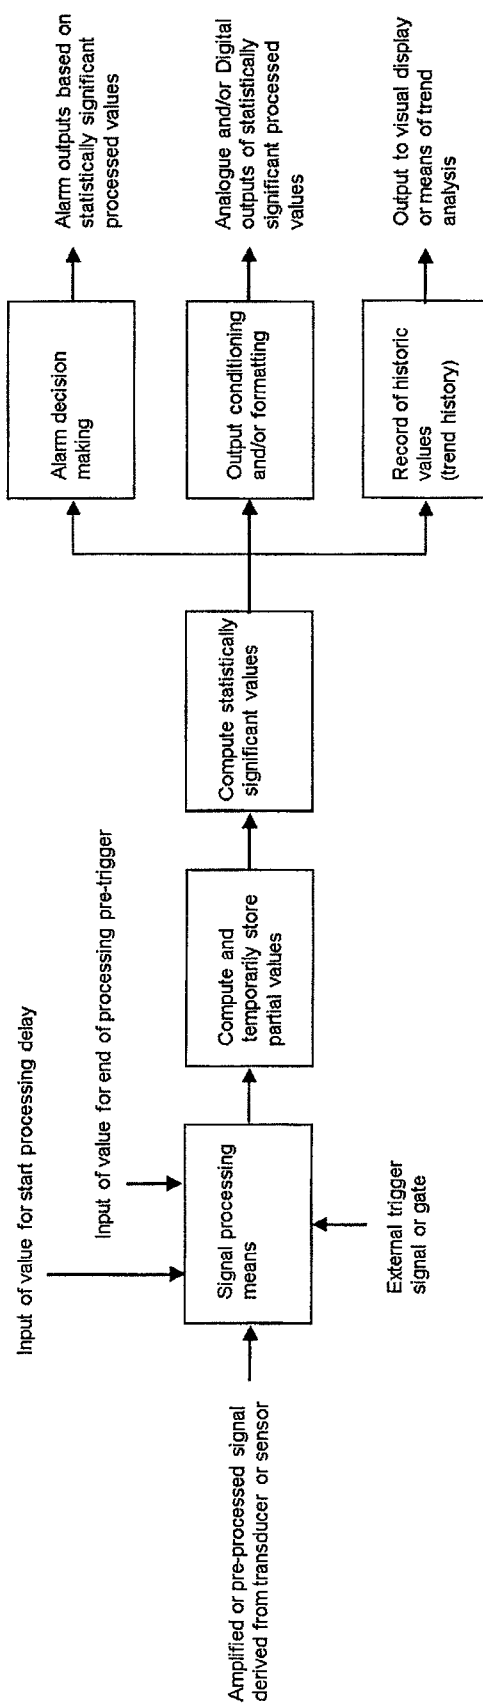 Amplified or pre-processed signal
derived from transducer or sensor
Input of value for start processing delay
Input of value for end of processing pre-trigger
Signal processing
means
External trigger
signal or gate
Compute and
temporarily store
partial values
Compute statistically
significant values
Alarm decision
making
Alarm outputs based on
statistically significant
processed values
Output conditioning
and/or formatting
Analogue and/or Digital
outputs of statistically
significant processed
values
Record of historic
values
(trend history)
Output to visual display
or means of trend
analysis